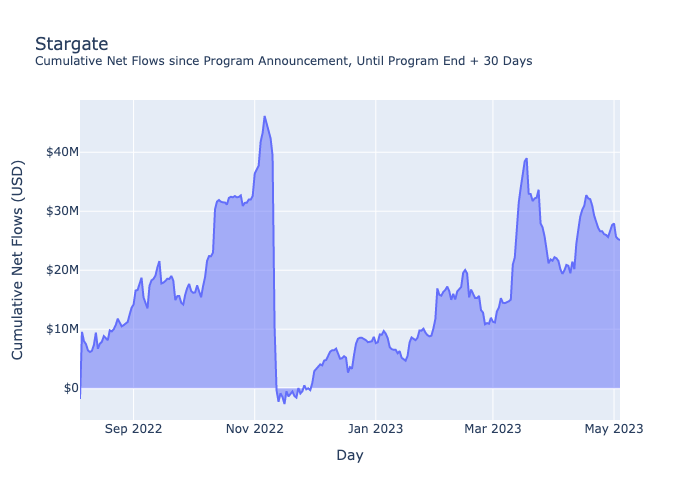 Stargate
Cumulative Net Flows since Program Announcement, Until Program End + 30 Days
Cumulative Net Flows (USD)
$40M
$30M
$20M
$10M
$0
Sep 2022
Nov 2022
Jan 2023
Mar 2023
May 2023
Day